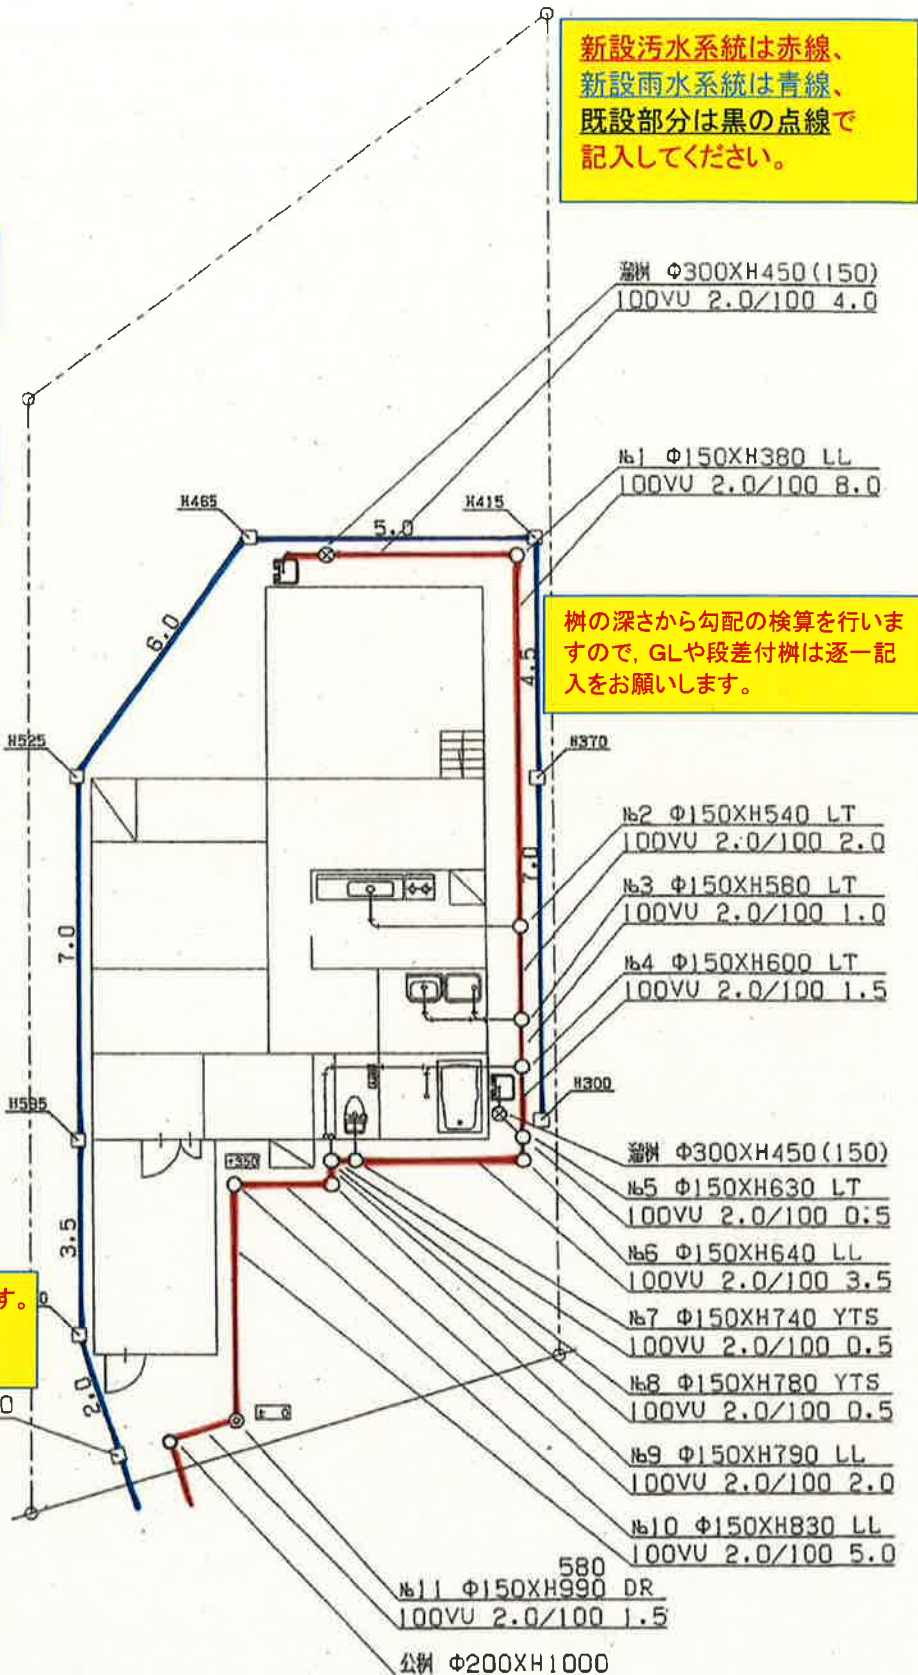 新設汚水系統は赤線、
新設雨水系統は青線、
既設部分は黒の点線で
記入してください。
溜桝 Φ300XH450(150)
100VU 2.0/100 4.0
№1 Φ150XH380 LL
100VU 2.0/100 8.0
H465
5.0
H415
桝の深さから勾配の検算を行いま
すので, GLや段差付桝は逐一記
入をお願いします。
6.0
4.5
H525
H370
№2 Φ150XH540 LT
100VU 2.0/100 2.0
7.0
№3 Φ150XH580 LT
100VU 2.0/100 1.0
7.0
№4 Φ150XH600 LT
100VU 2.0/100 1.5
H300
H595
溜桝 Φ300XH450(150)
+350
№5 Φ150XH630 LT
100VU 2.0/100 0.5
3.5
№6 Φ150XH640 LL
100VU 2.0/100 3.5
す。
0
№7 Φ150XH740 YTS
100VU 2.0/100 0.5
2.0
№8 Φ150XH780 YTS
100VU 2.0/100 0.5
0
±0
№9 Φ150XH790 LL
100VU 2.0/100 2.0
№10 Φ150XH830 LL
100VU 2.0/100 5.0
580
№11 Φ150XH990 DR
100VU 2.0/100 1.5
公桝 Φ200XH1000